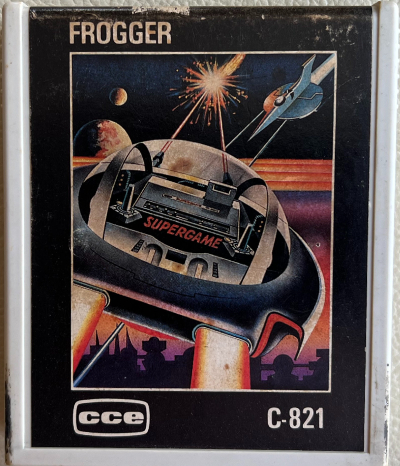 FROGGER
SUPERGAME
cce
C-821